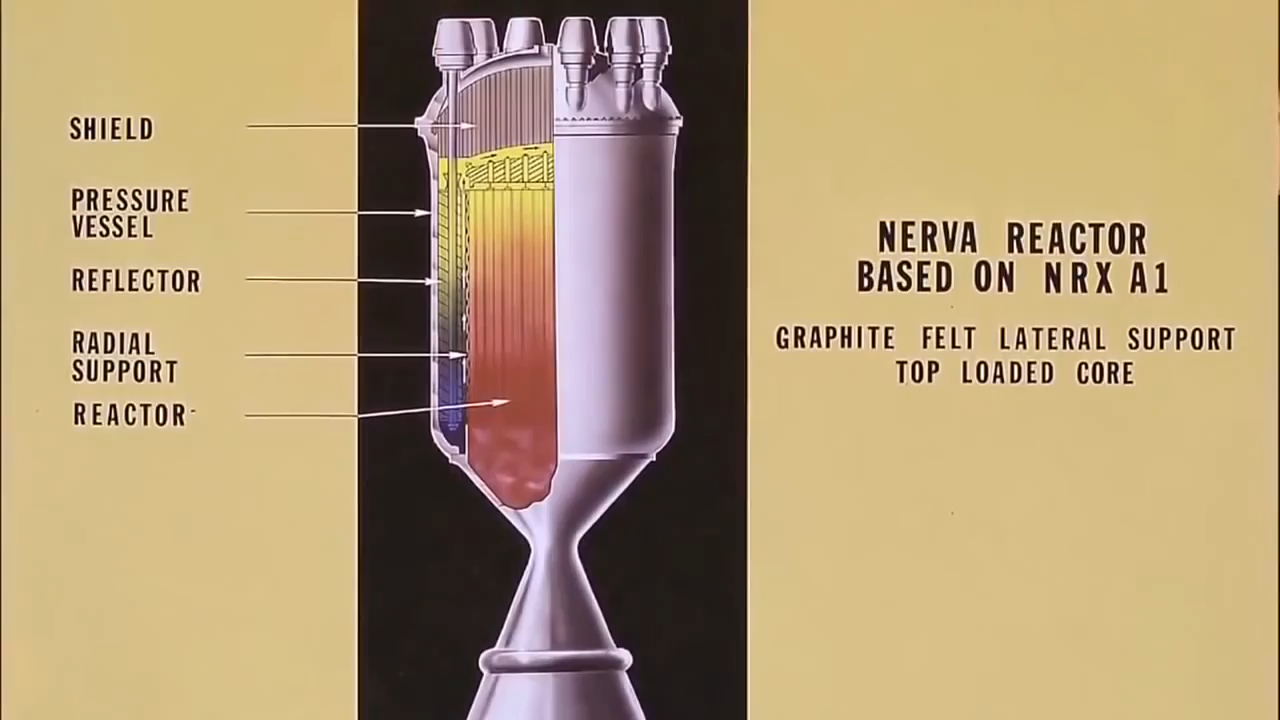 SHIELD
PRESSURE
VESSEL
REFLECTOR
RADIAL
SUPPORT
REACTOR
NERVA REACTOR
BASED ON NRX A1
GRAPHITE FELT LATERAL SUPPORT
TOP LOADED CORE